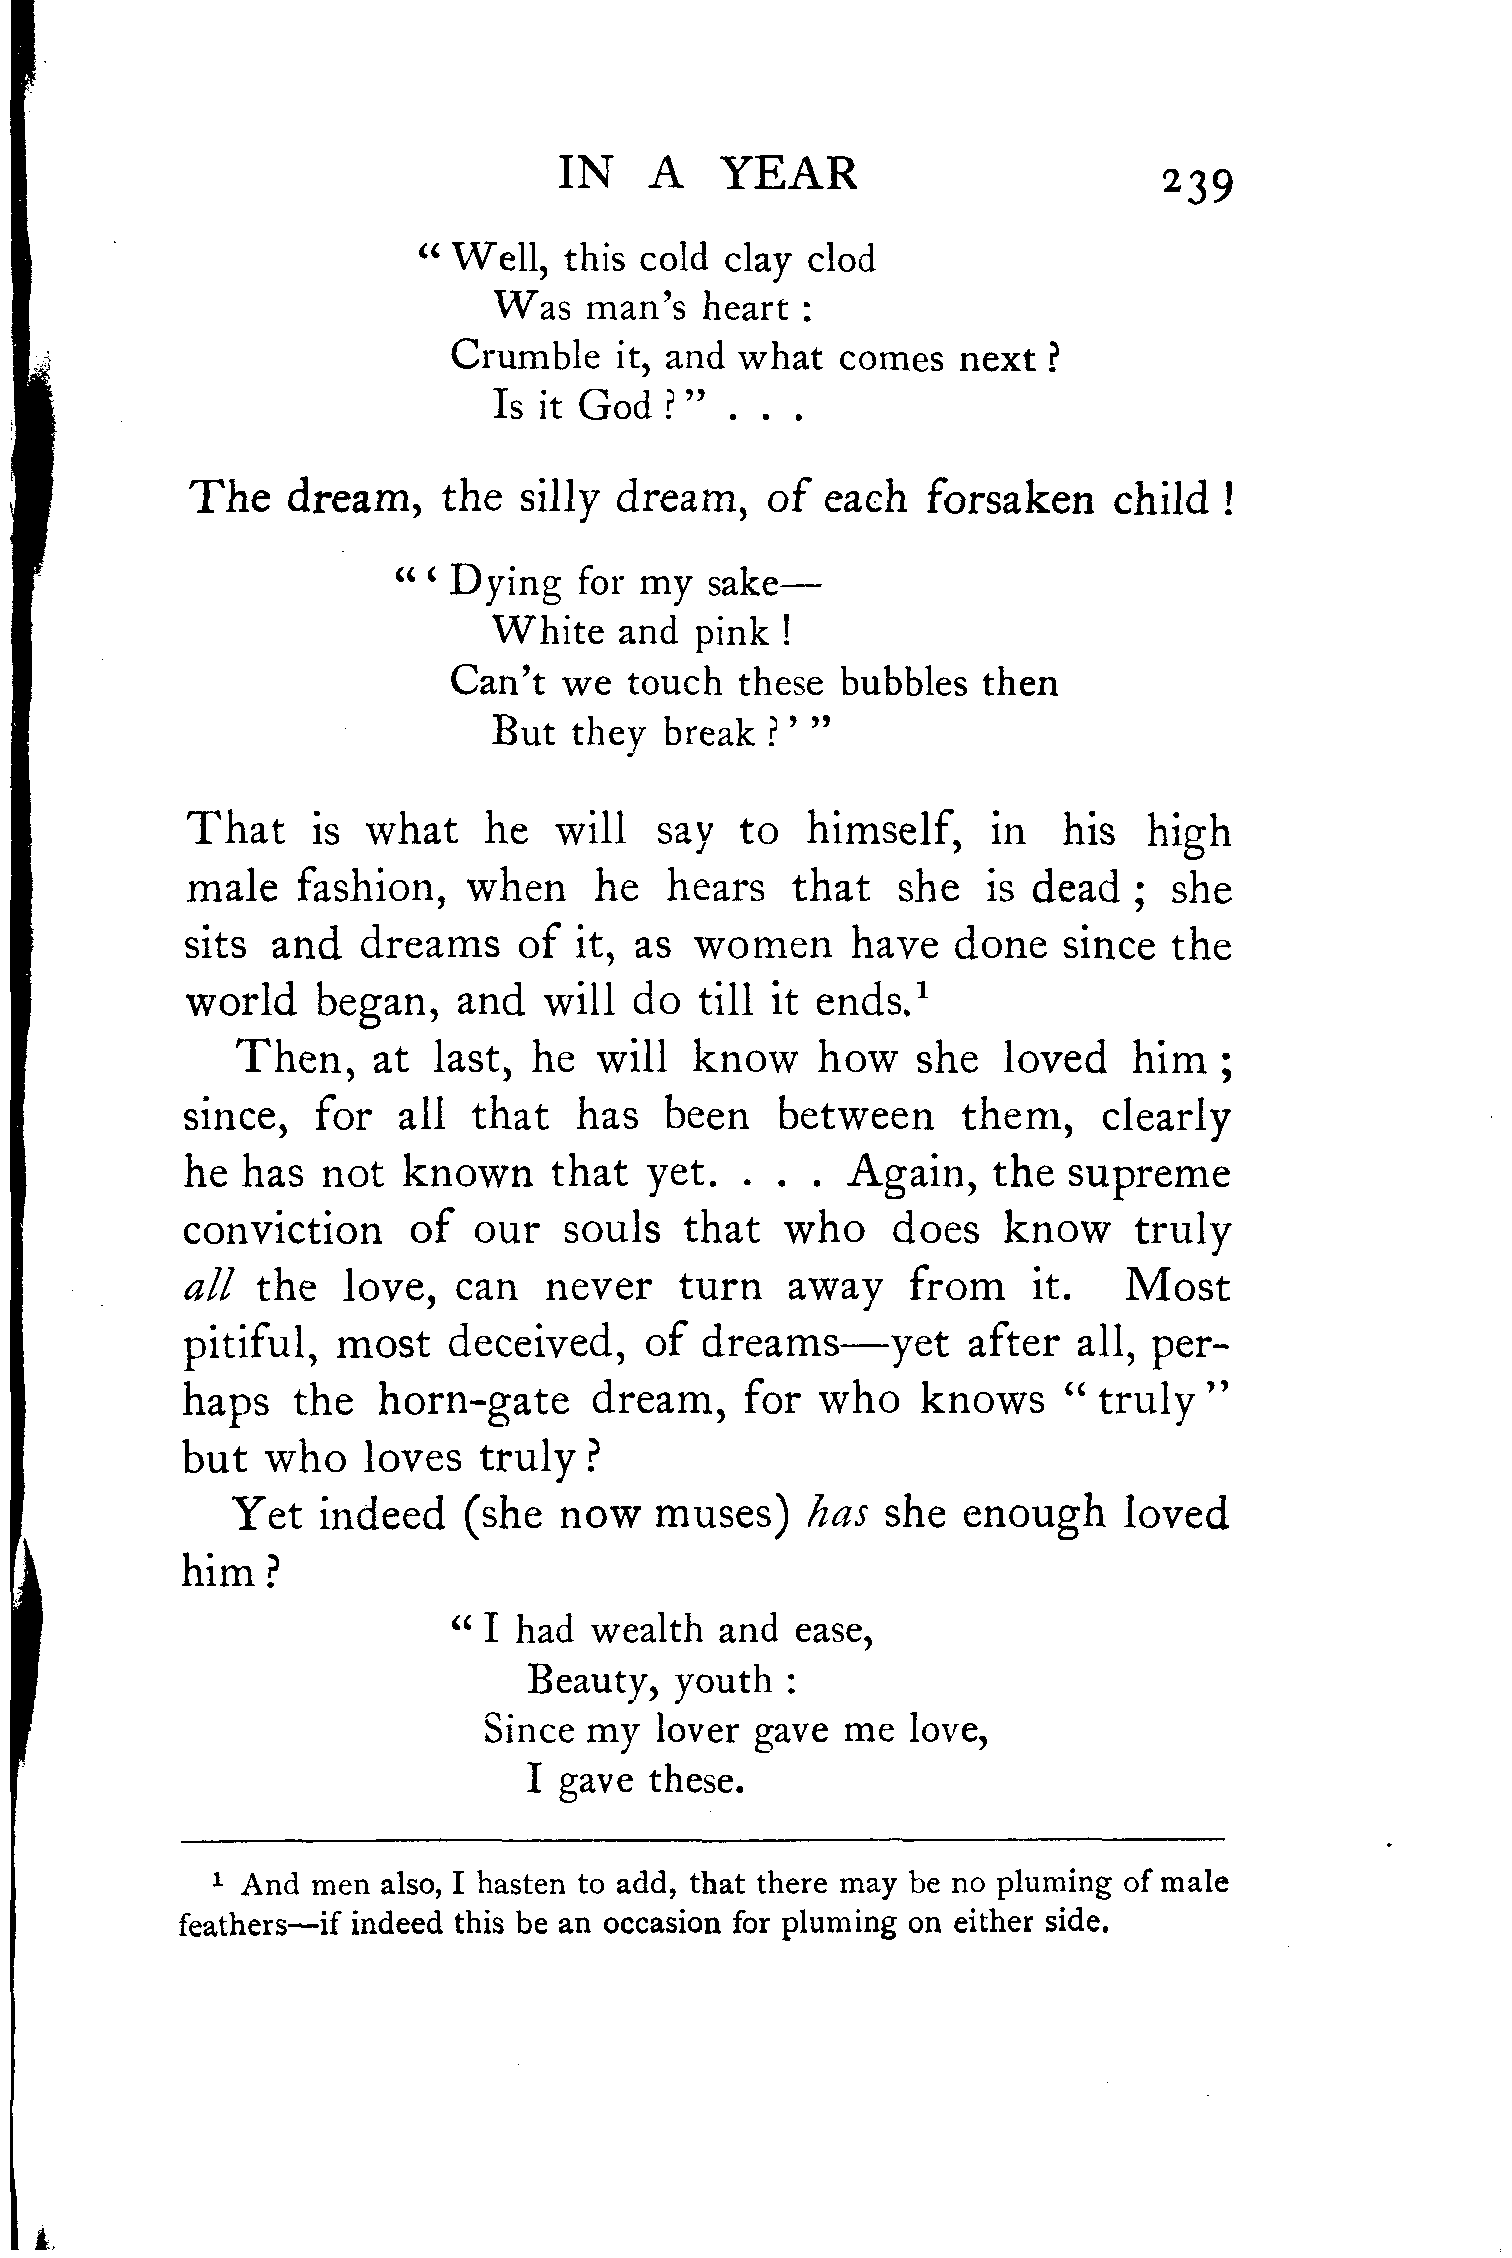 IN A YEAR 239
“ Well, this cold clay clod
Was man’s heart :
Crumble it, and what comes next ?
Is it God ? ” . . .
The dream, the silly dream, of each forsaken child !
“ ‘ Dying for my sake—
White and pink !
Can’t we touch these bubbles then
But they break ? ’ ”
That is what he will say to himself, in his high
male fashion, when he hears that she is dead ; she
sits and dreams of it, as women have done since the
world began, and will do till it ends.¹
Then, at last, he will know how she loved him ;
since, for all that has been between them, clearly
he has not known that yet. . . . Again, the supreme
conviction of our souls that who does know truly
all the love, can never turn away from it. Most
pitiful, most deceived, of dreams—yet after all, per-
haps the horn-gate dream, for who knows “ truly ”
but who loves truly ?
Yet indeed (she now muses) has she enough loved
him ?
“ I had wealth and ease,
Beauty, youth :
Since my lover gave me love,
I gave these.
¹ And men also, I hasten to add, that there may be no pluming of male
feathers—if indeed this be an occasion for pluming on either side.